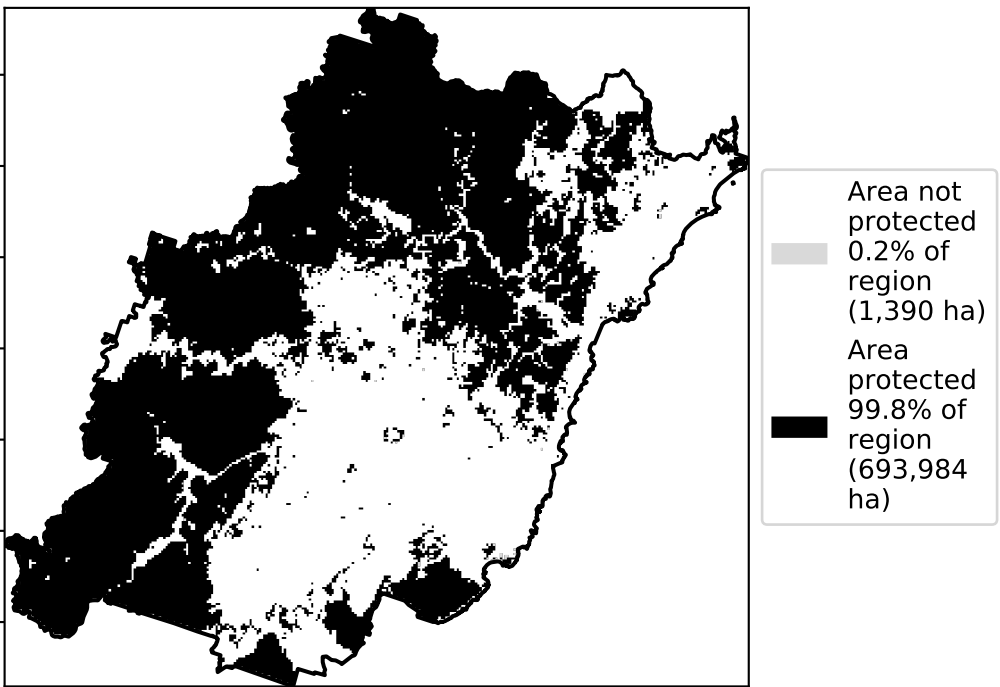 Area not
protected
0.2% of
region
(1,390 ha)
Area
protected
99.8% of
region
(693,984
ha)